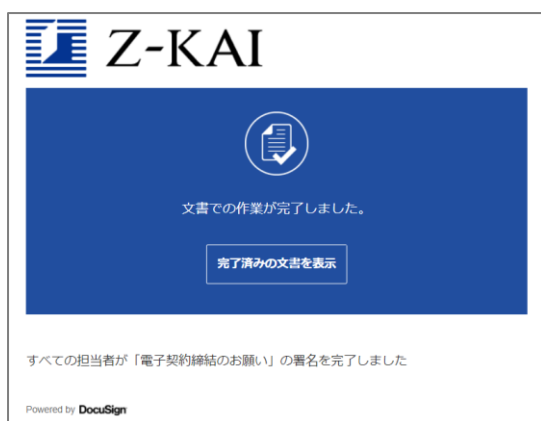 Z-KAI
文書での作業が完了しました。
完了済みの文書を表示
すべての担当者が「電子契約締結のお願い」の署名を完了しました
Powered by DocuSign